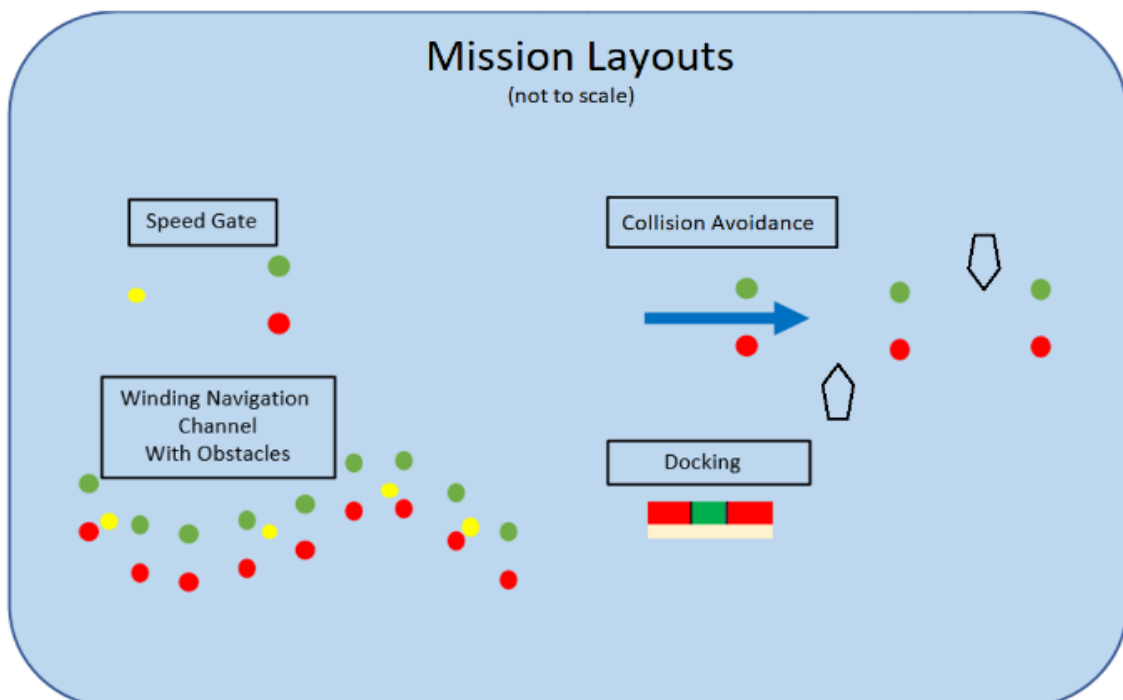 Mission Layouts
(not to scale)
Speed Gate
Collision Avoidance
Winding Navigation
Channel
With Obstacles
Docking